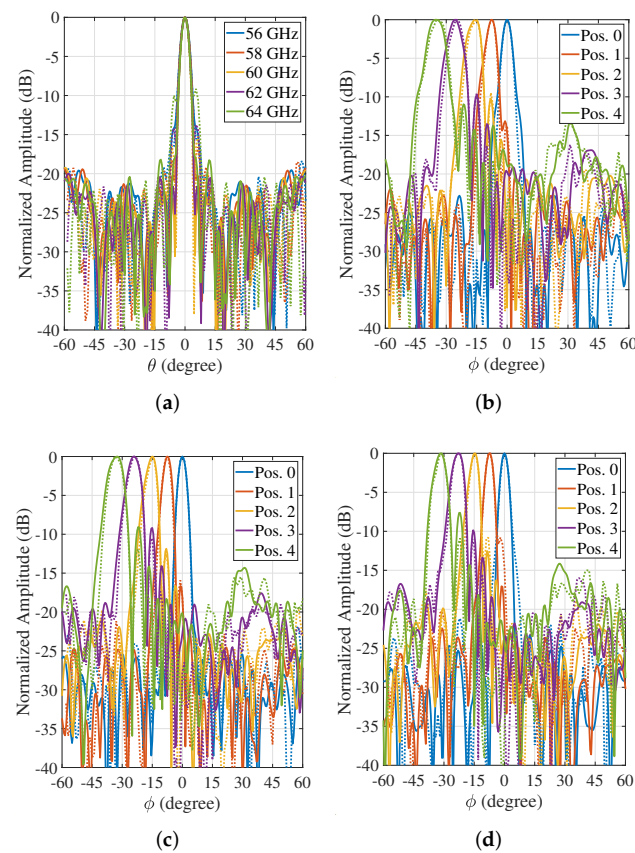 0
-5
-10
-15
-20
-25
-30
-35
-40
Normalized Amplitude (dB)
56 GHz
58 GHz
60 GHz
62 GHz
64 GHz
-60 -45 -30 -15 0 15 30 45 60
θ (degree)
(a)
0
-5
-10
-15
-20
-25
-30
-35
-40
Normalized Amplitude (dB)
Pos. 0
Pos. 1
Pos. 2
Pos. 3
Pos. 4
-60 -45 -30 -15 0 15 30 45 60
ϕ (degree)
(b)
0
-5
-10
-15
-20
-25
-30
-35
-40
Normalized Amplitude (dB)
Pos. 0
Pos. 1
Pos. 2
Pos. 3
Pos. 4
-60 -45 -30 -15 0 15 30 45 60
ϕ (degree)
(c)
0
-5
-10
-15
-20
-25
-30
-35
-40
Normalized Amplitude (dB)
Pos. 0
Pos. 1
Pos. 2
Pos. 3
Pos. 4
-60 -45 -30 -15 0 15 30 45 60
ϕ (degree)
(d)